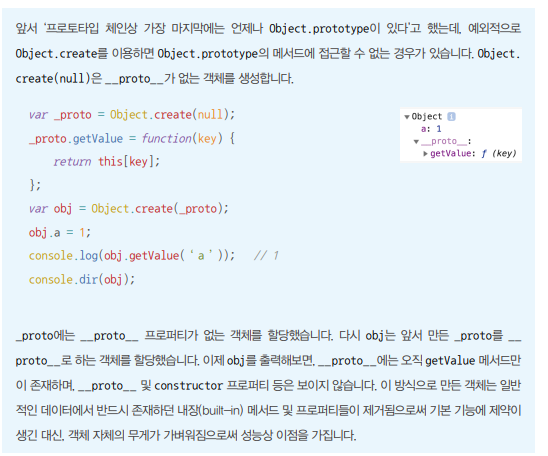 앞서 ‘프로토타입 체인상 가장 마지막에는 언제나 Object.prototype이 있다’고 했는데, 예외적으로
Object.create를 이용하면 Object.prototype의 메서드에 접근할 수 없는 경우가 있습니다. Object.
create(null)은 __proto__가 없는 객체를 생성합니다.
var _proto = Object.create(null);
_proto.getValue = function(key) {
return this[key];
};
var obj = Object.create(_proto);
obj.a = 1;
console.log(obj.getValue(‘a’)); // 1
console.dir(obj);
▼Object i
a: 1
▼__proto__:
▶getValue: ƒ (key)
_proto에는 __proto__ 프로퍼티가 없는 객체를 할당했습니다. 다시 obj는 앞서 만든 _proto를 __
proto__로 하는 객체를 할당했습니다. 이제 obj를 출력해보면, __proto__에는 오직 getValue 메서드만
이 존재하며, __proto__ 및 constructor 프로퍼티 등은 보이지 않습니다. 이 방식으로 만든 객체는 일반
적인 데이터에서 반드시 존재하던 내장(built-in) 메서드 및 프로퍼티들이 제거됨으로써 기본 기능에 제약이
생긴 대신, 객체 자체의 무게가 가벼워짐으로써 성능상 이점을 가집니다.